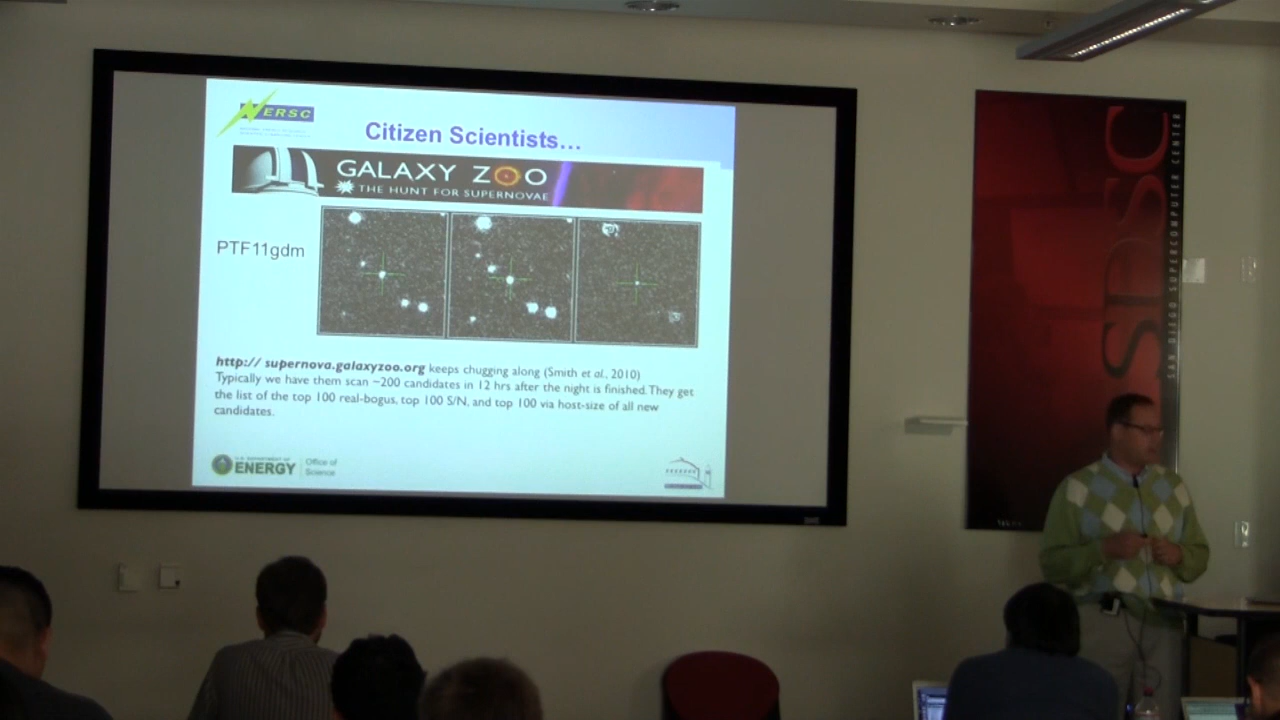 NERSC
Citizen Scientists…
GALAXY ZOO
THE HUNT FOR SUPERNOVAE
PTF11gdm
http:// supernova.galaxyzoo.org keeps chugging along (Smith et al. 2010)
Typically we have them scan ~200 candidates in 12 hrs after the night is finished. They get
the list of the top 100 real-bogus, top 100 S/N, and top 100 via host-size of all new
candidates.
U.S. DEPARTMENT OF
ENERGY
Office of
Science
SDSC
SAN DIEGO SUPERCOMPUTER CENTER